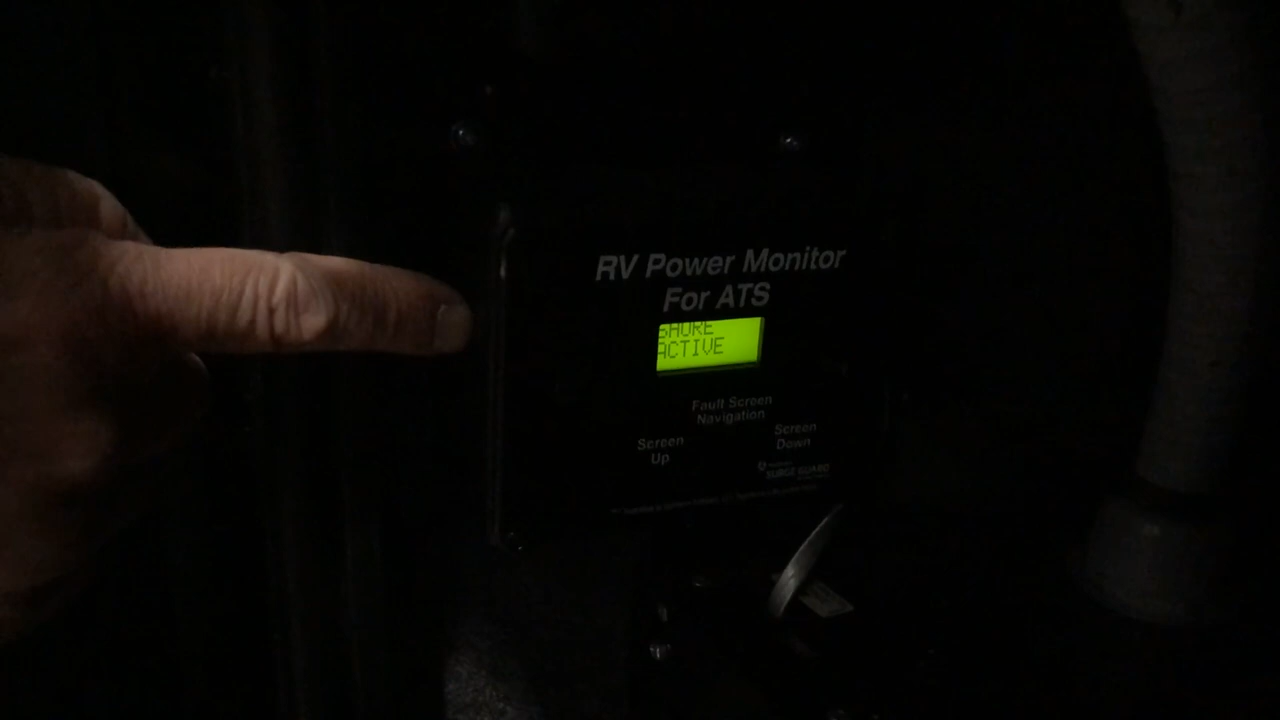 RV Power Monitor
For ATS
SHORE
ACTIVE
Fault Screen
Navigation
Screen
Up
Screen
Down
SURGE GUARD